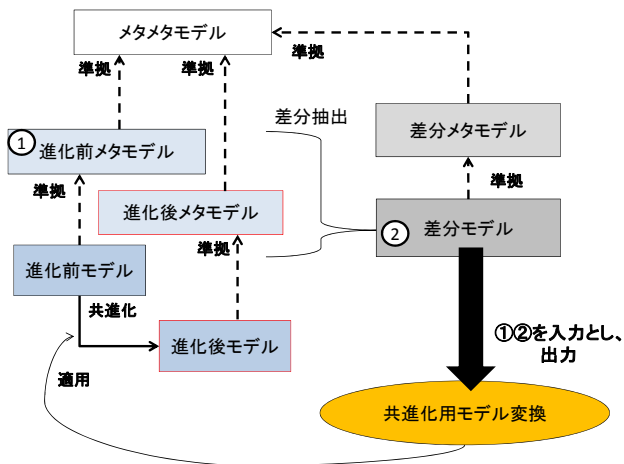 メタメタモデル
準拠
準拠
準拠
差分抽出
①
進化前メタモデル
差分メタモデル
準拠
準拠
進化後メタモデル
②
差分モデル
準拠
進化前モデル
共進化
進化後モデル
①②を入力とし、
出力
適用
共進化用モデル変換